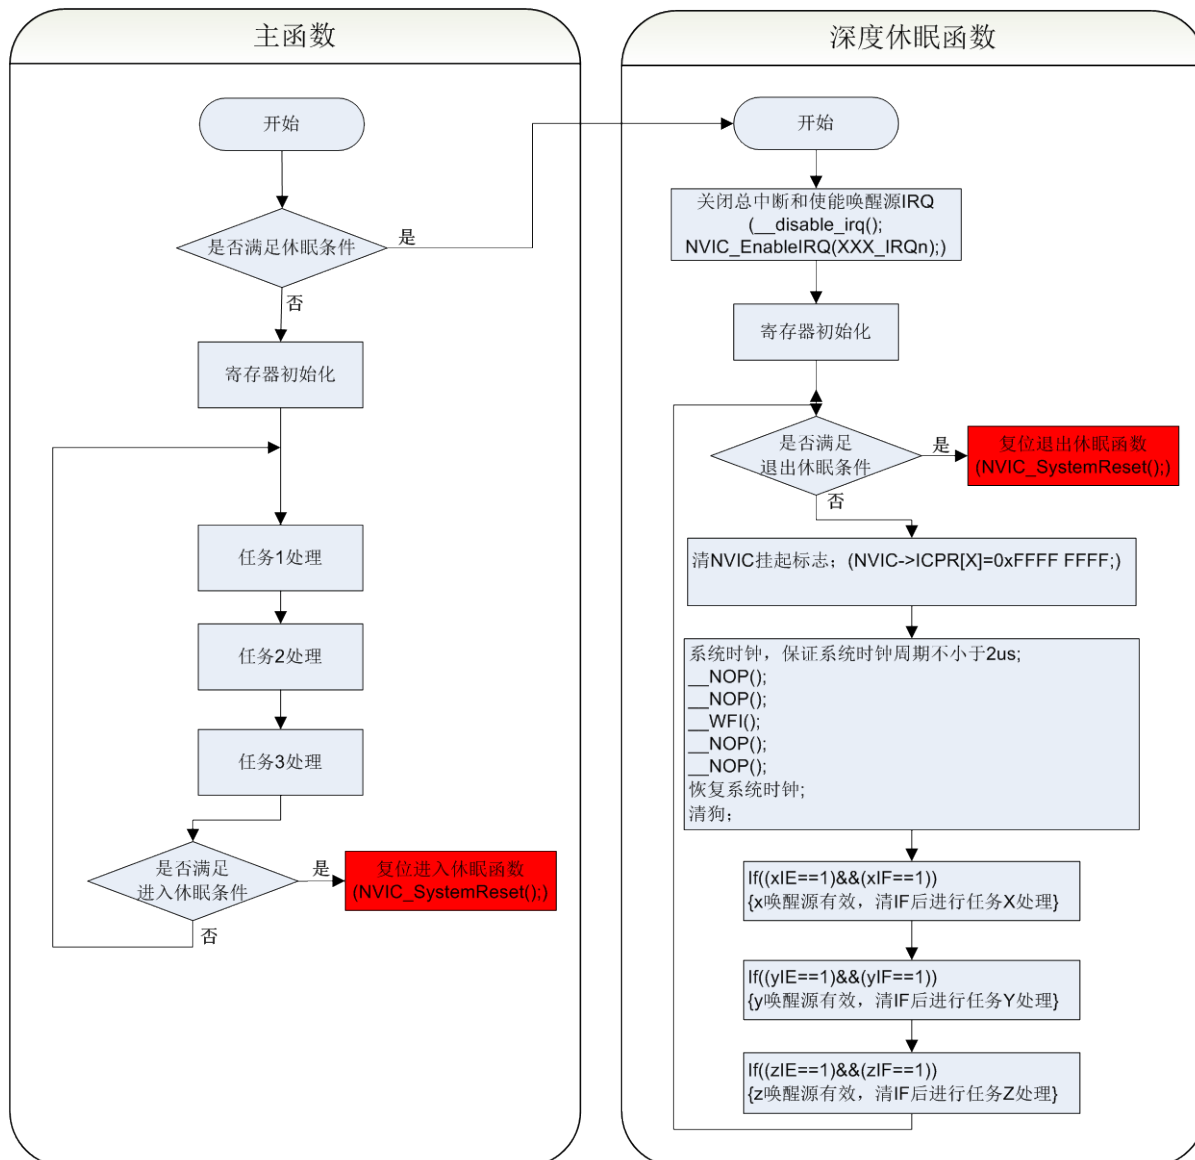 主函数
开始
是否满足休眠条件
是
否
寄存器初始化
任务1处理
任务2处理
任务3处理
是否满足
进入休眠条件
是
复位进入休眠函数
(NVIC_SystemReset();)
否
深度休眠函数
开始
关闭总中断和使能唤醒源IRQ
(__disable_irq();
NVIC_EnableIRQ(XXX_IRQn);)
寄存器初始化
是否满足
退出休眠条件
是
复位退出休眠函数
(NVIC_SystemReset();)
否
清NVIC挂起标志；(NVIC->ICPR[X]=0xFFFF FFFF;)
系统时钟，保证系统时钟周期不小于2us;
__NOP();
__NOP();
__WFI();
__NOP();
__NOP();
恢复系统时钟;
清狗；
If((xIE==1)&&(xIF==1))
{x唤醒源有效，清IF后进行任务X处理}
If((yIE==1)&&(yIF==1))
{y唤醒源有效，清IF后进行任务Y处理}
If((zIE==1)&&(zIF==1))
{z唤醒源有效，清IF后进行任务Z处理}